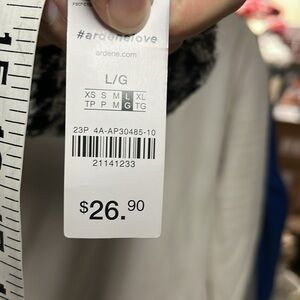 #ardenelove
ardene.com
L/G
XS S M L XL
TP P M G TG
23P 4A-AP30485-10
21141233
$26.90